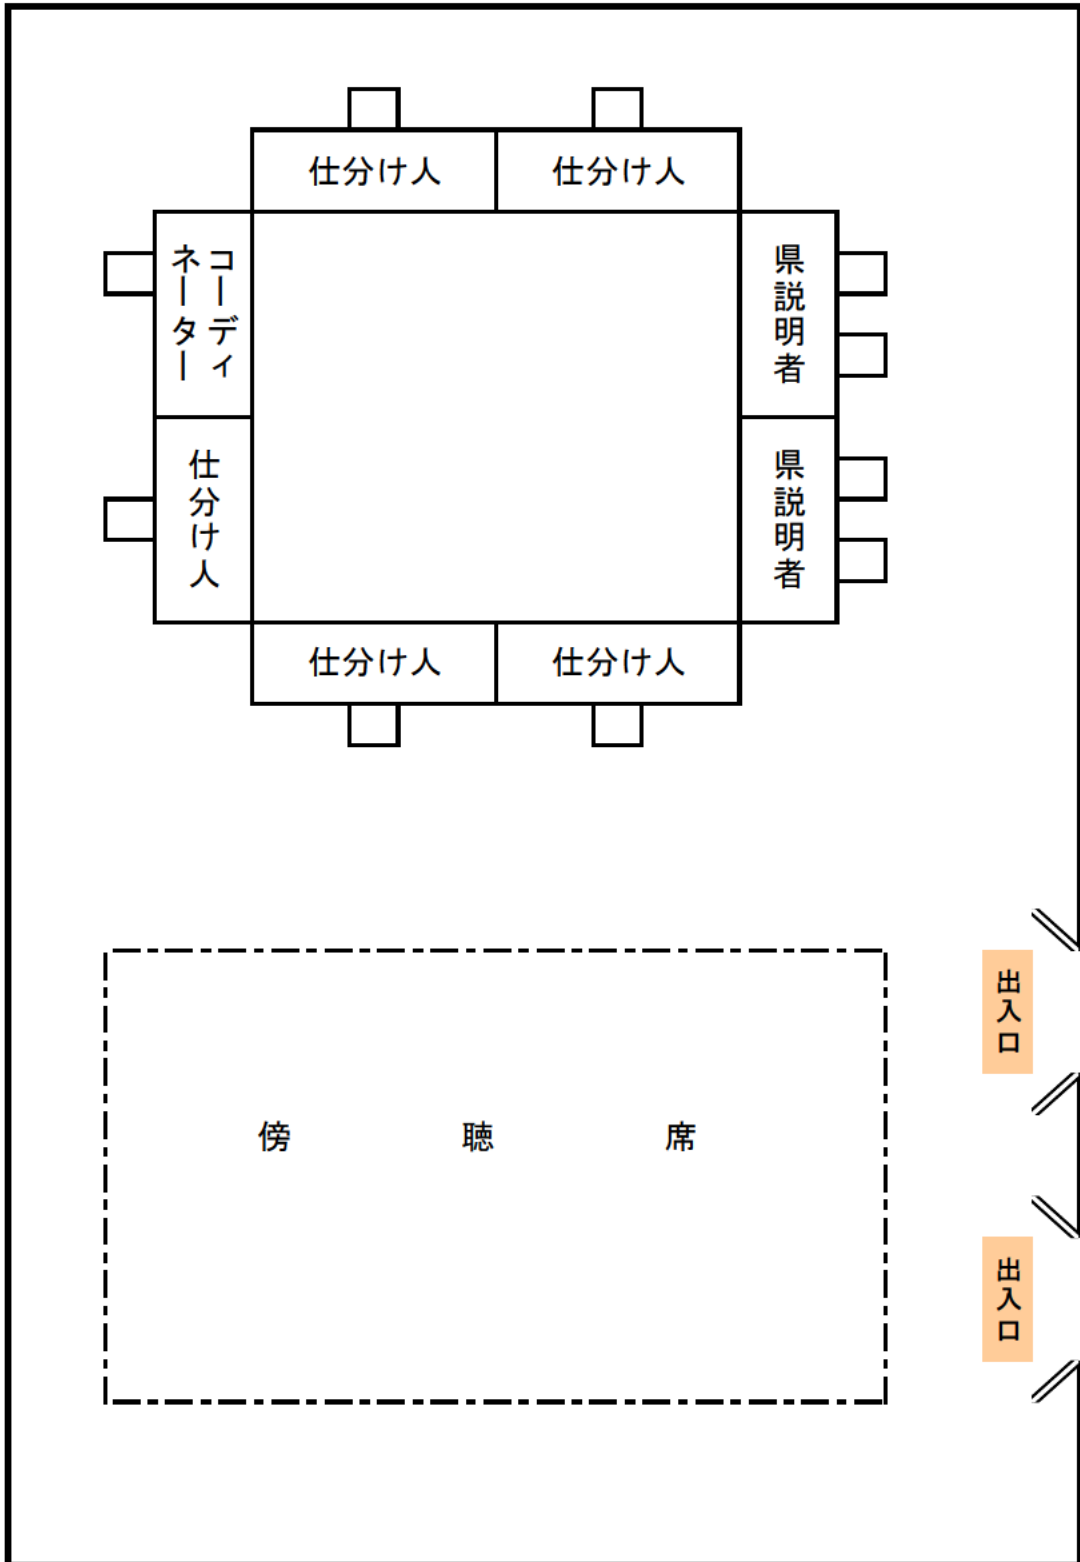 仕分け人
仕分け人
コーディ
ネーター
県説明者
仕分け人
県説明者
仕分け人
仕分け人
出入口
傍聴席
出入口